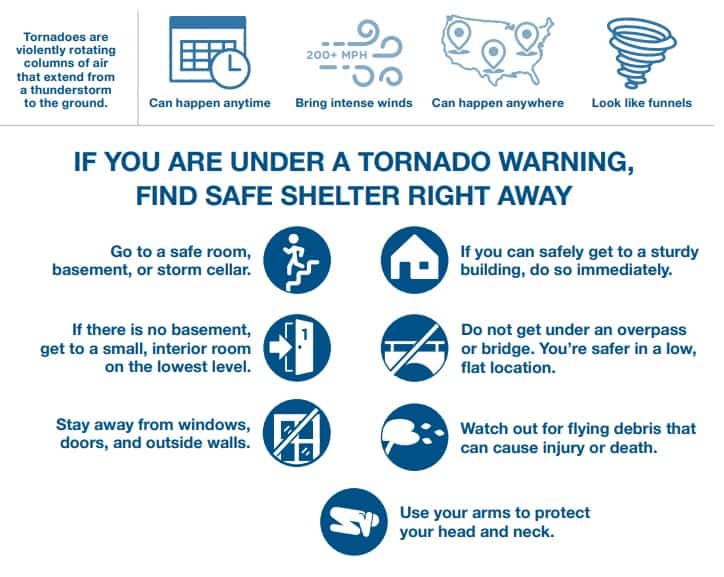 Tornadoes are
violently rotating
columns of air
that extend from
a thunderstorm
to the ground.
Can happen anytime
200+ MPH
Bring intense winds
Can happen anywhere
Look like funnels
IF YOU ARE UNDER A TORNADO WARNING,
FIND SAFE SHELTER RIGHT AWAY
Go to a safe room,
basement, or storm cellar.
If you can safely get to a sturdy
building, do so immediately.
If there is no basement,
get to a small, interior room
on the lowest level.
1
Do not get under an overpass
or bridge. You're safer in a low,
flat location.
Stay away from windows,
doors, and outside walls.
Watch out for flying debris that
can cause injury or death.
Use your arms to protect
your head and neck.